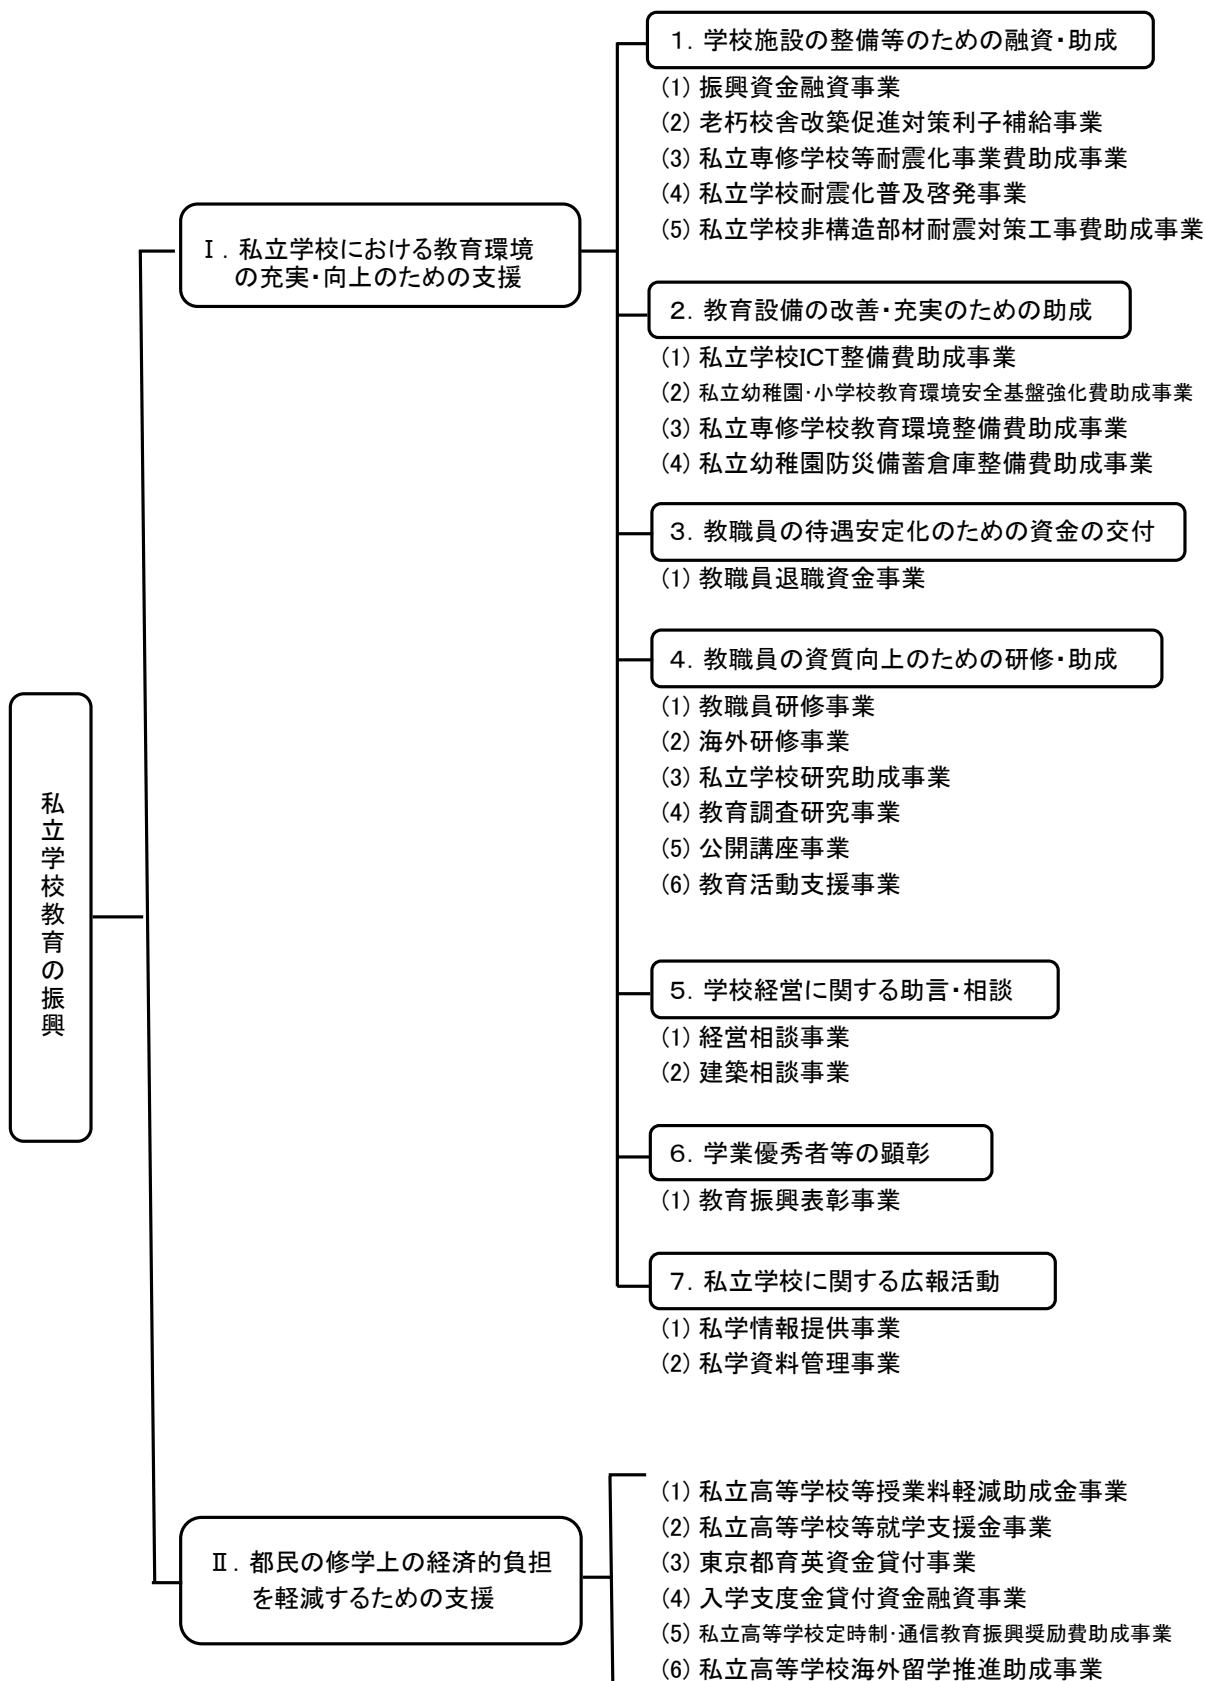 私立学校教育の振興
Ⅰ．私立学校における教育環境
の充実・向上のための支援
１．学校施設の整備等のための融資・助成
(1) 振興資金融資事業
(2) 老朽校舎改築促進対策利子補給事業
(3) 私立専修学校等耐震化事業費助成事業
(4) 私立学校耐震化普及啓発事業
(5) 私立学校非構造部材耐震対策工事費助成事業
２．教育設備の改善・充実のための助成
(1) 私立学校ICT整備費助成事業
(2) 私立幼稚園・小学校教育環境安全基盤強化費助成事業
(3) 私立専修学校教育環境整備費助成事業
(4) 私立幼稚園防災備蓄倉庫整備費助成事業
３．教職員の待遇安定化のための資金の交付
(1) 教職員退職資金事業
４．教職員の資質向上のための研修・助成
(1) 教職員研修事業
(2) 海外研修事業
(3) 私立学校研究助成事業
(4) 教育調査研究事業
(5) 公開講座事業
(6) 教育活動支援事業
５．学校経営に関する助言・相談
(1) 経営相談事業
(2) 建築相談事業
６．学業優秀者等の顕彰
(1) 教育振興表彰事業
７．私立学校に関する広報活動
(1) 私学情報提供事業
(2) 私学資料管理事業
Ⅱ．都民の修学上の経済的負担
を軽減するための支援
(1) 私立高等学校等授業料軽減助成金事業
(2) 私立高等学校等就学支援金事業
(3) 東京都育英資金貸付事業
(4) 入学支度金貸付資金融資事業
(5) 私立高等学校定時制・通信教育振興奨励費助成事業
(6) 私立高等学校海外留学推進助成事業